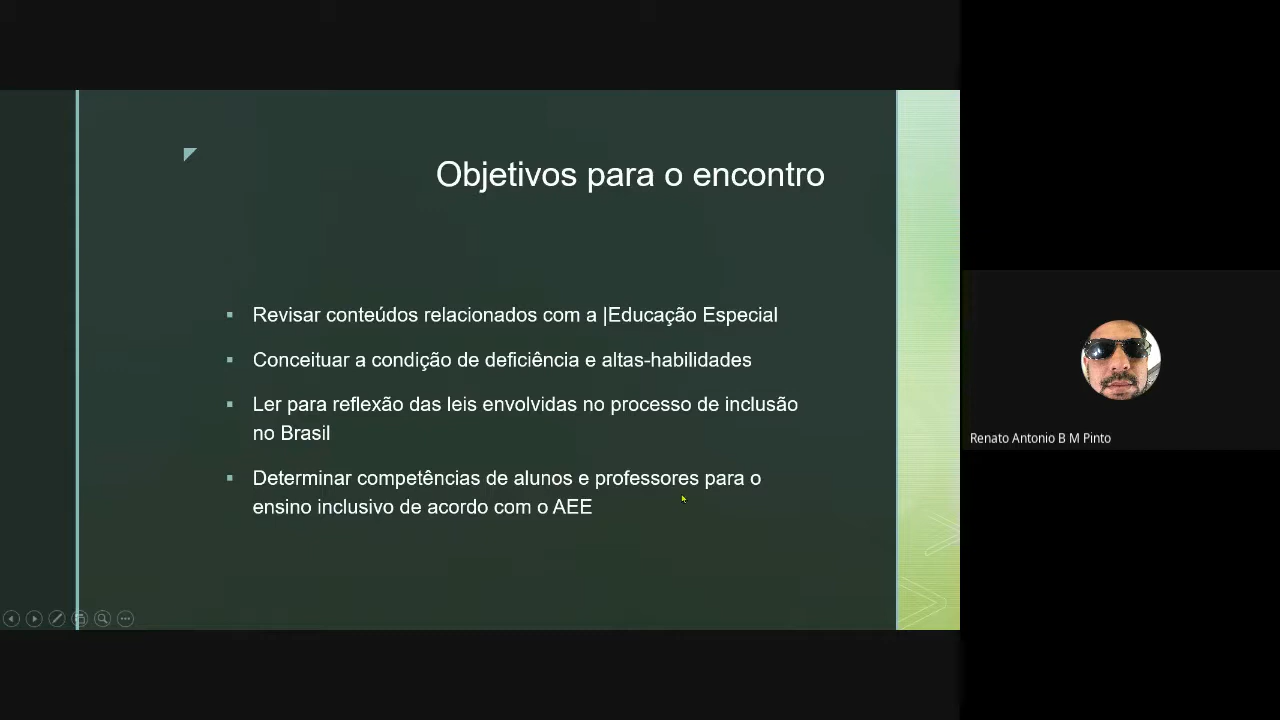 Objetivos para o encontro
Revisar conteúdos relacionados com a |Educação Especial
Conceituar a condição de deficiência e altas-habilidades
Ler para reflexão das leis envolvidas no processo de inclusão
no Brasil
Determinar competências de alunos e professores para o
ensino inclusivo de acordo com o AEE
Renato Antonio B M Pinto